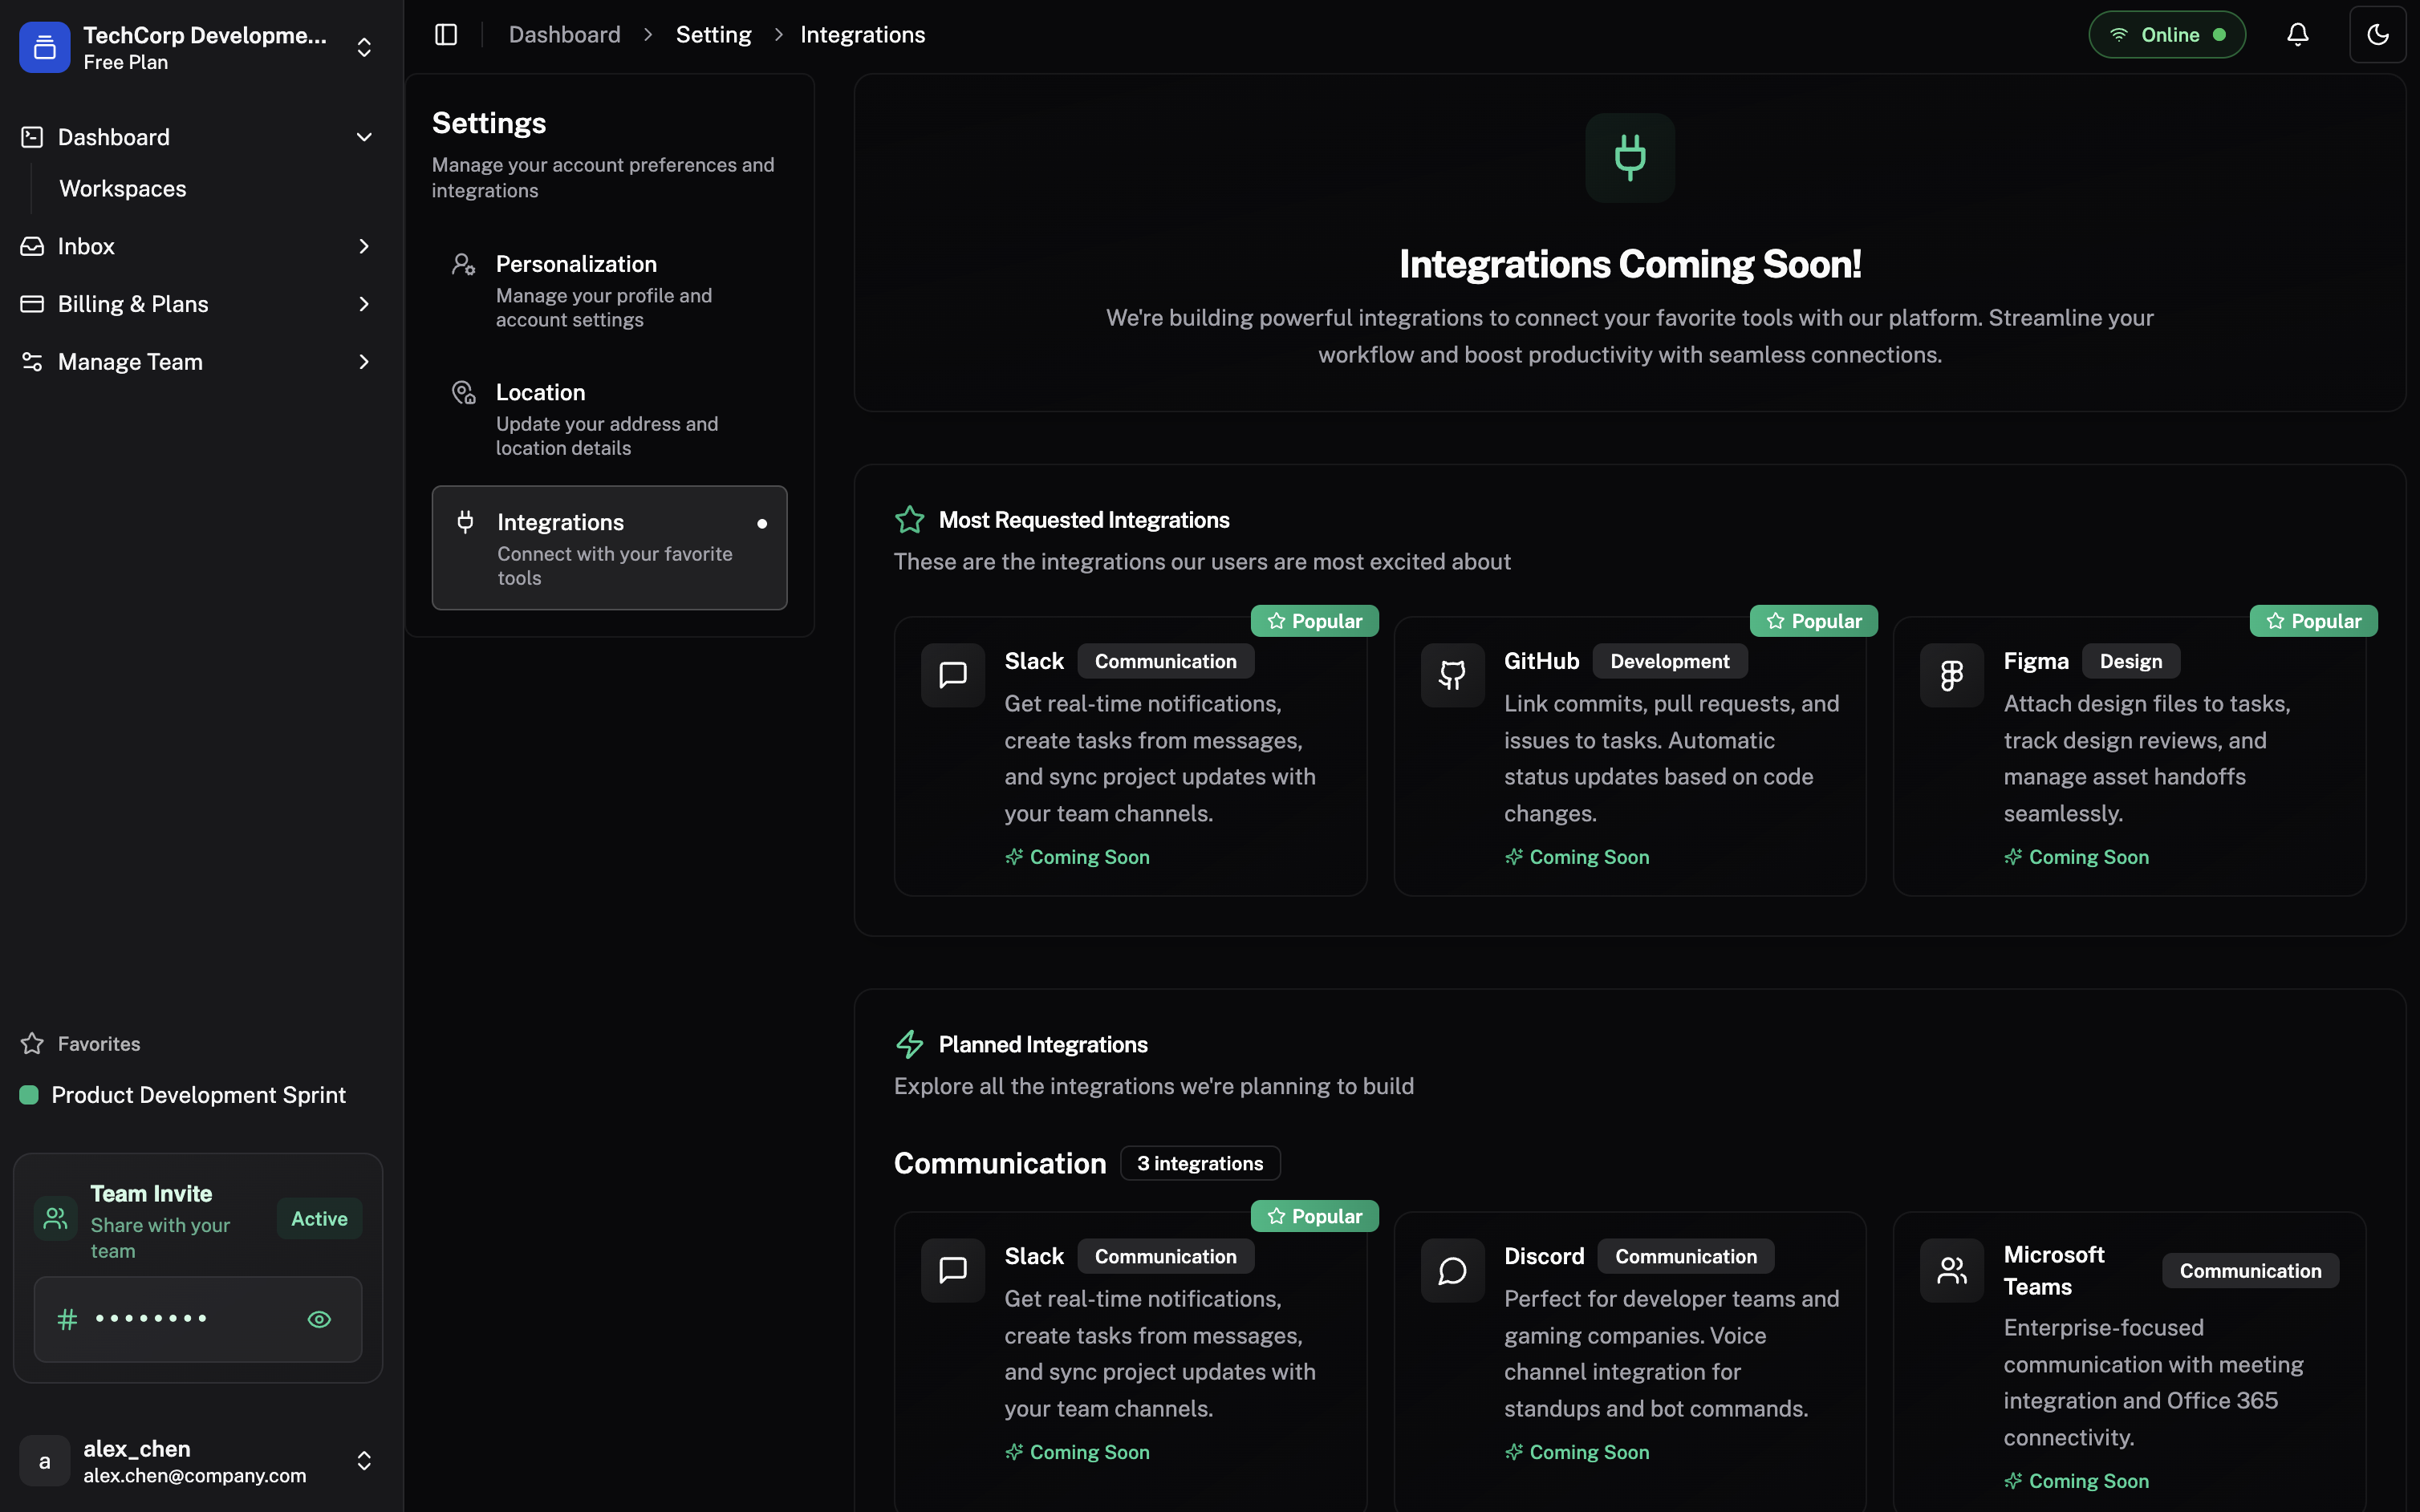 TechCorp Developme...
Free Plan
Dashboard
Workspaces
Inbox
Billing & Plans
Manage Team
Favorites
Product Development Sprint
Team Invite
Share with your
team
Active
# ••••••••
a
alex_chen
alex.chen@company.com
Dashboard > Setting > Integrations
Online
Settings
Manage your account preferences and
integrations
Personalization
Manage your profile and
account settings
Location
Update your address and
location details
Integrations
Connect with your favorite
tools
Integrations Coming Soon!
We're building powerful integrations to connect your favorite tools with our platform. Streamline your
workflow and boost productivity with seamless connections.
Most Requested Integrations
These are the integrations our users are most excited about
Popular
Slack Communication
Get real-time notifications,
create tasks from messages,
and sync project updates with
your team channels.
Coming Soon
Popular
GitHub Development
Link commits, pull requests, and
issues to tasks. Automatic
status updates based on code
changes.
Coming Soon
Popular
Figma Design
Attach design files to tasks,
track design reviews, and
manage asset handoffs
seamlessly.
Coming Soon
Planned Integrations
Explore all the integrations we're planning to build
Communication 3 integrations
Popular
Slack Communication
Get real-time notifications,
create tasks from messages,
and sync project updates with
your team channels.
Coming Soon
Discord Communication
Perfect for developer teams and
gaming companies. Voice
channel integration for
standups and bot commands.
Coming Soon
Microsoft
Teams
Communication
Enterprise-focused
communication with meeting
integration and Office 365
connectivity.
Coming Soon